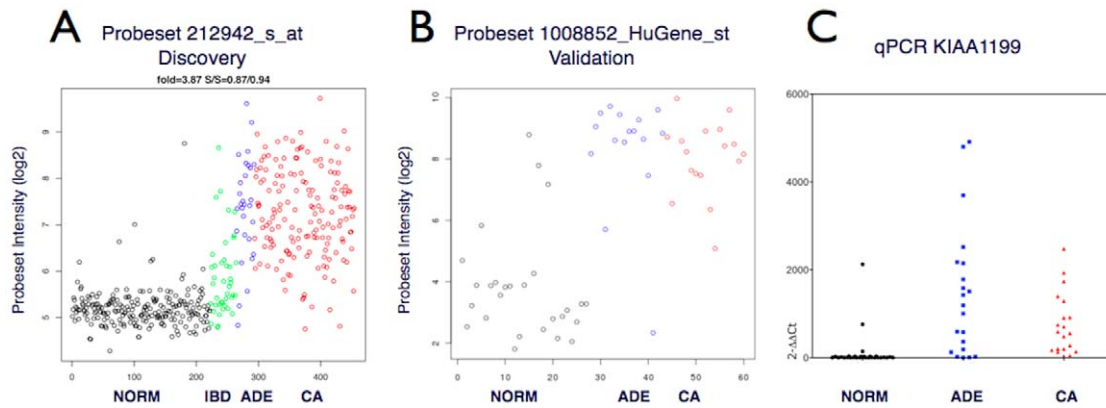 A
Probeset 212942_s_at
Discovery
fold=3.87 S/S=0.87/0.94
Probeset Intensity (log2)
9
8
7
6
5
0 100 200 300 400
NORM IBD ADE CA
B
Probeset 1008852_HuGene_st
Validation
Probeset Intensity (log2)
10
8
6
4
2
0 10 20 30 40 50 60
NORM ADE CA
C
qPCR KIAA1199
2-ΔΔCt
6000
4000
2000
0
NORM ADE CA